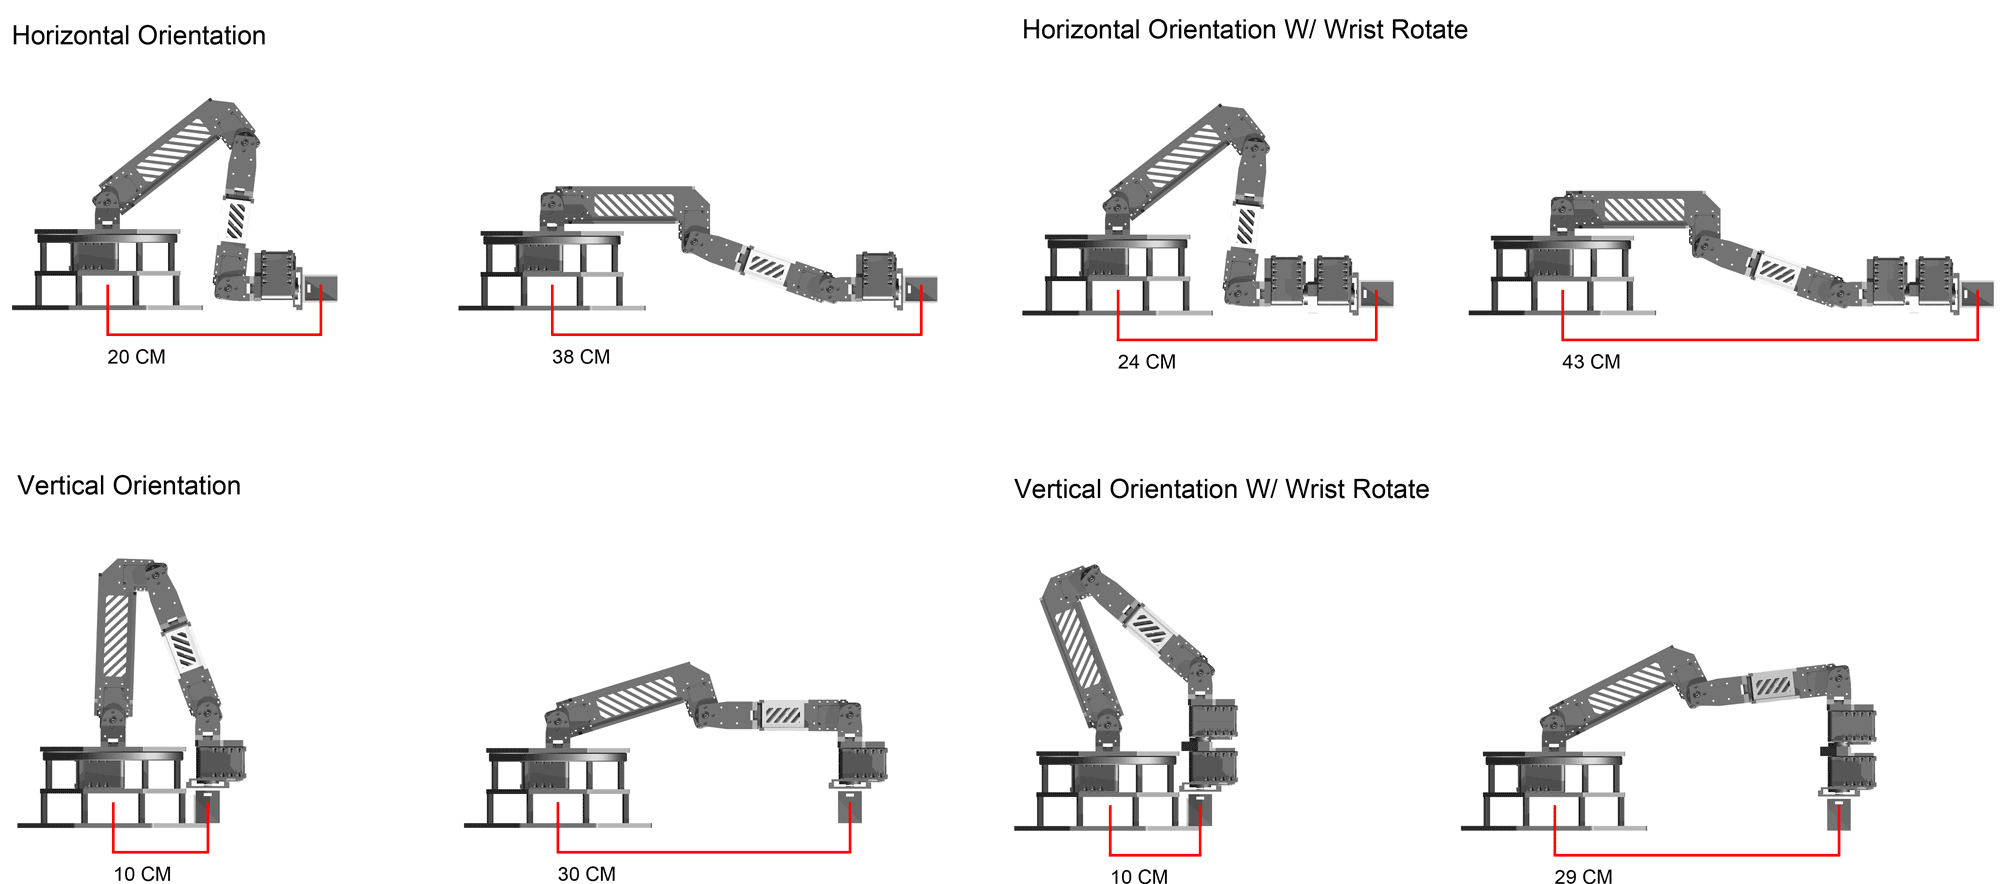 Horizontal Orientation
Horizontal Orientation W/ Wrist Rotate
20 CM
38 CM
24 CM
43 CM
Vertical Orientation
Vertical Orientation W/ Wrist Rotate
10 CM
30 CM
10 CM
29 CM